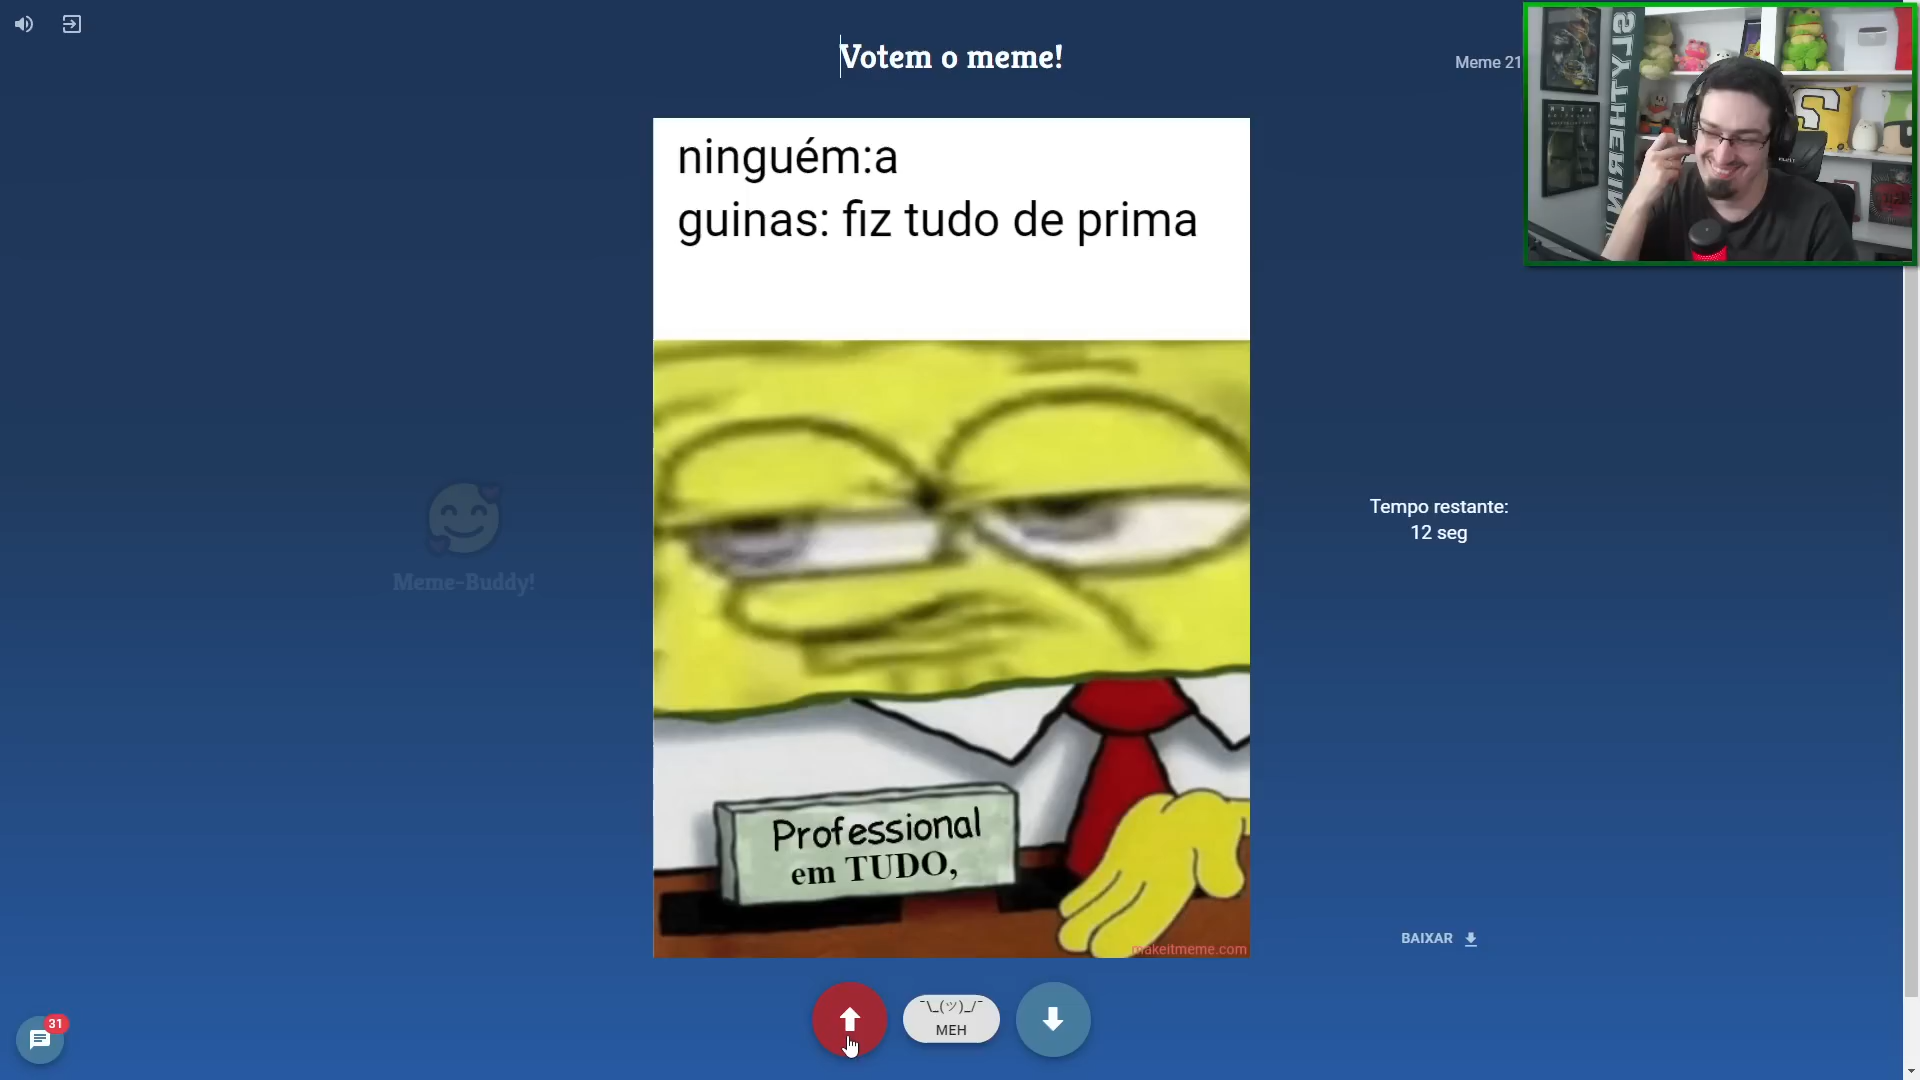 Votem o meme!
Meme 21
SLYTHERIN
S
ninguém:a
guinas: fiz tudo de prima
Meme-Buddy!
Tempo restante:
12 seg
Professional
em TUDO,
makeitmeme.com
BAIXAR
¯\_(ツ)_/¯
MEH
31